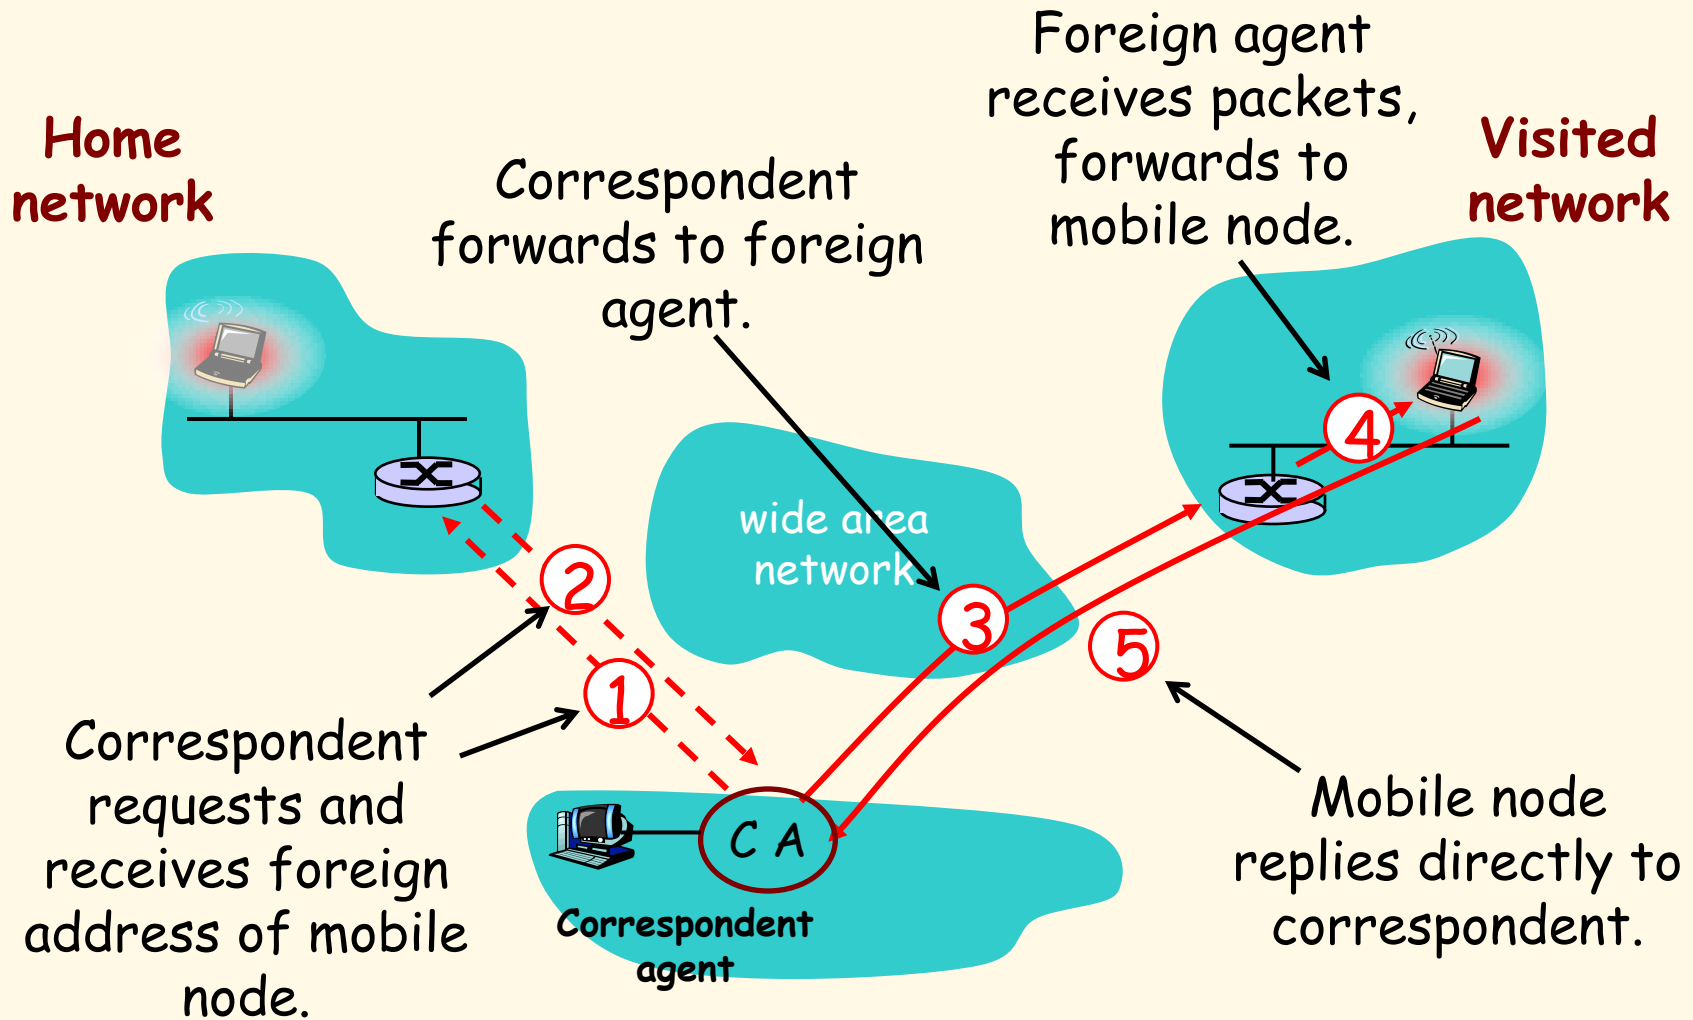 Home
network
Correspondent
forwards to foreign
agent.
Foreign agent
receives packets,
forwards to
mobile node.
Visited
network
wide area
network
1
2
3
4
5
Correspondent
requests and
receives foreign
address of mobile
node.
C A
Correspondent
agent
Mobile node
replies directly to
correspondent.